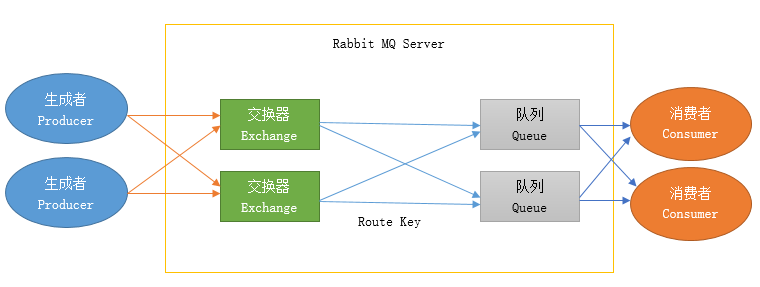 Rabbit MQ Server
生成者
Producer
交换器
Exchange
队列
Queue
消费者
Consumer
生成者
Producer
交换器
Exchange
队列
Queue
消费者
Consumer
Route Key